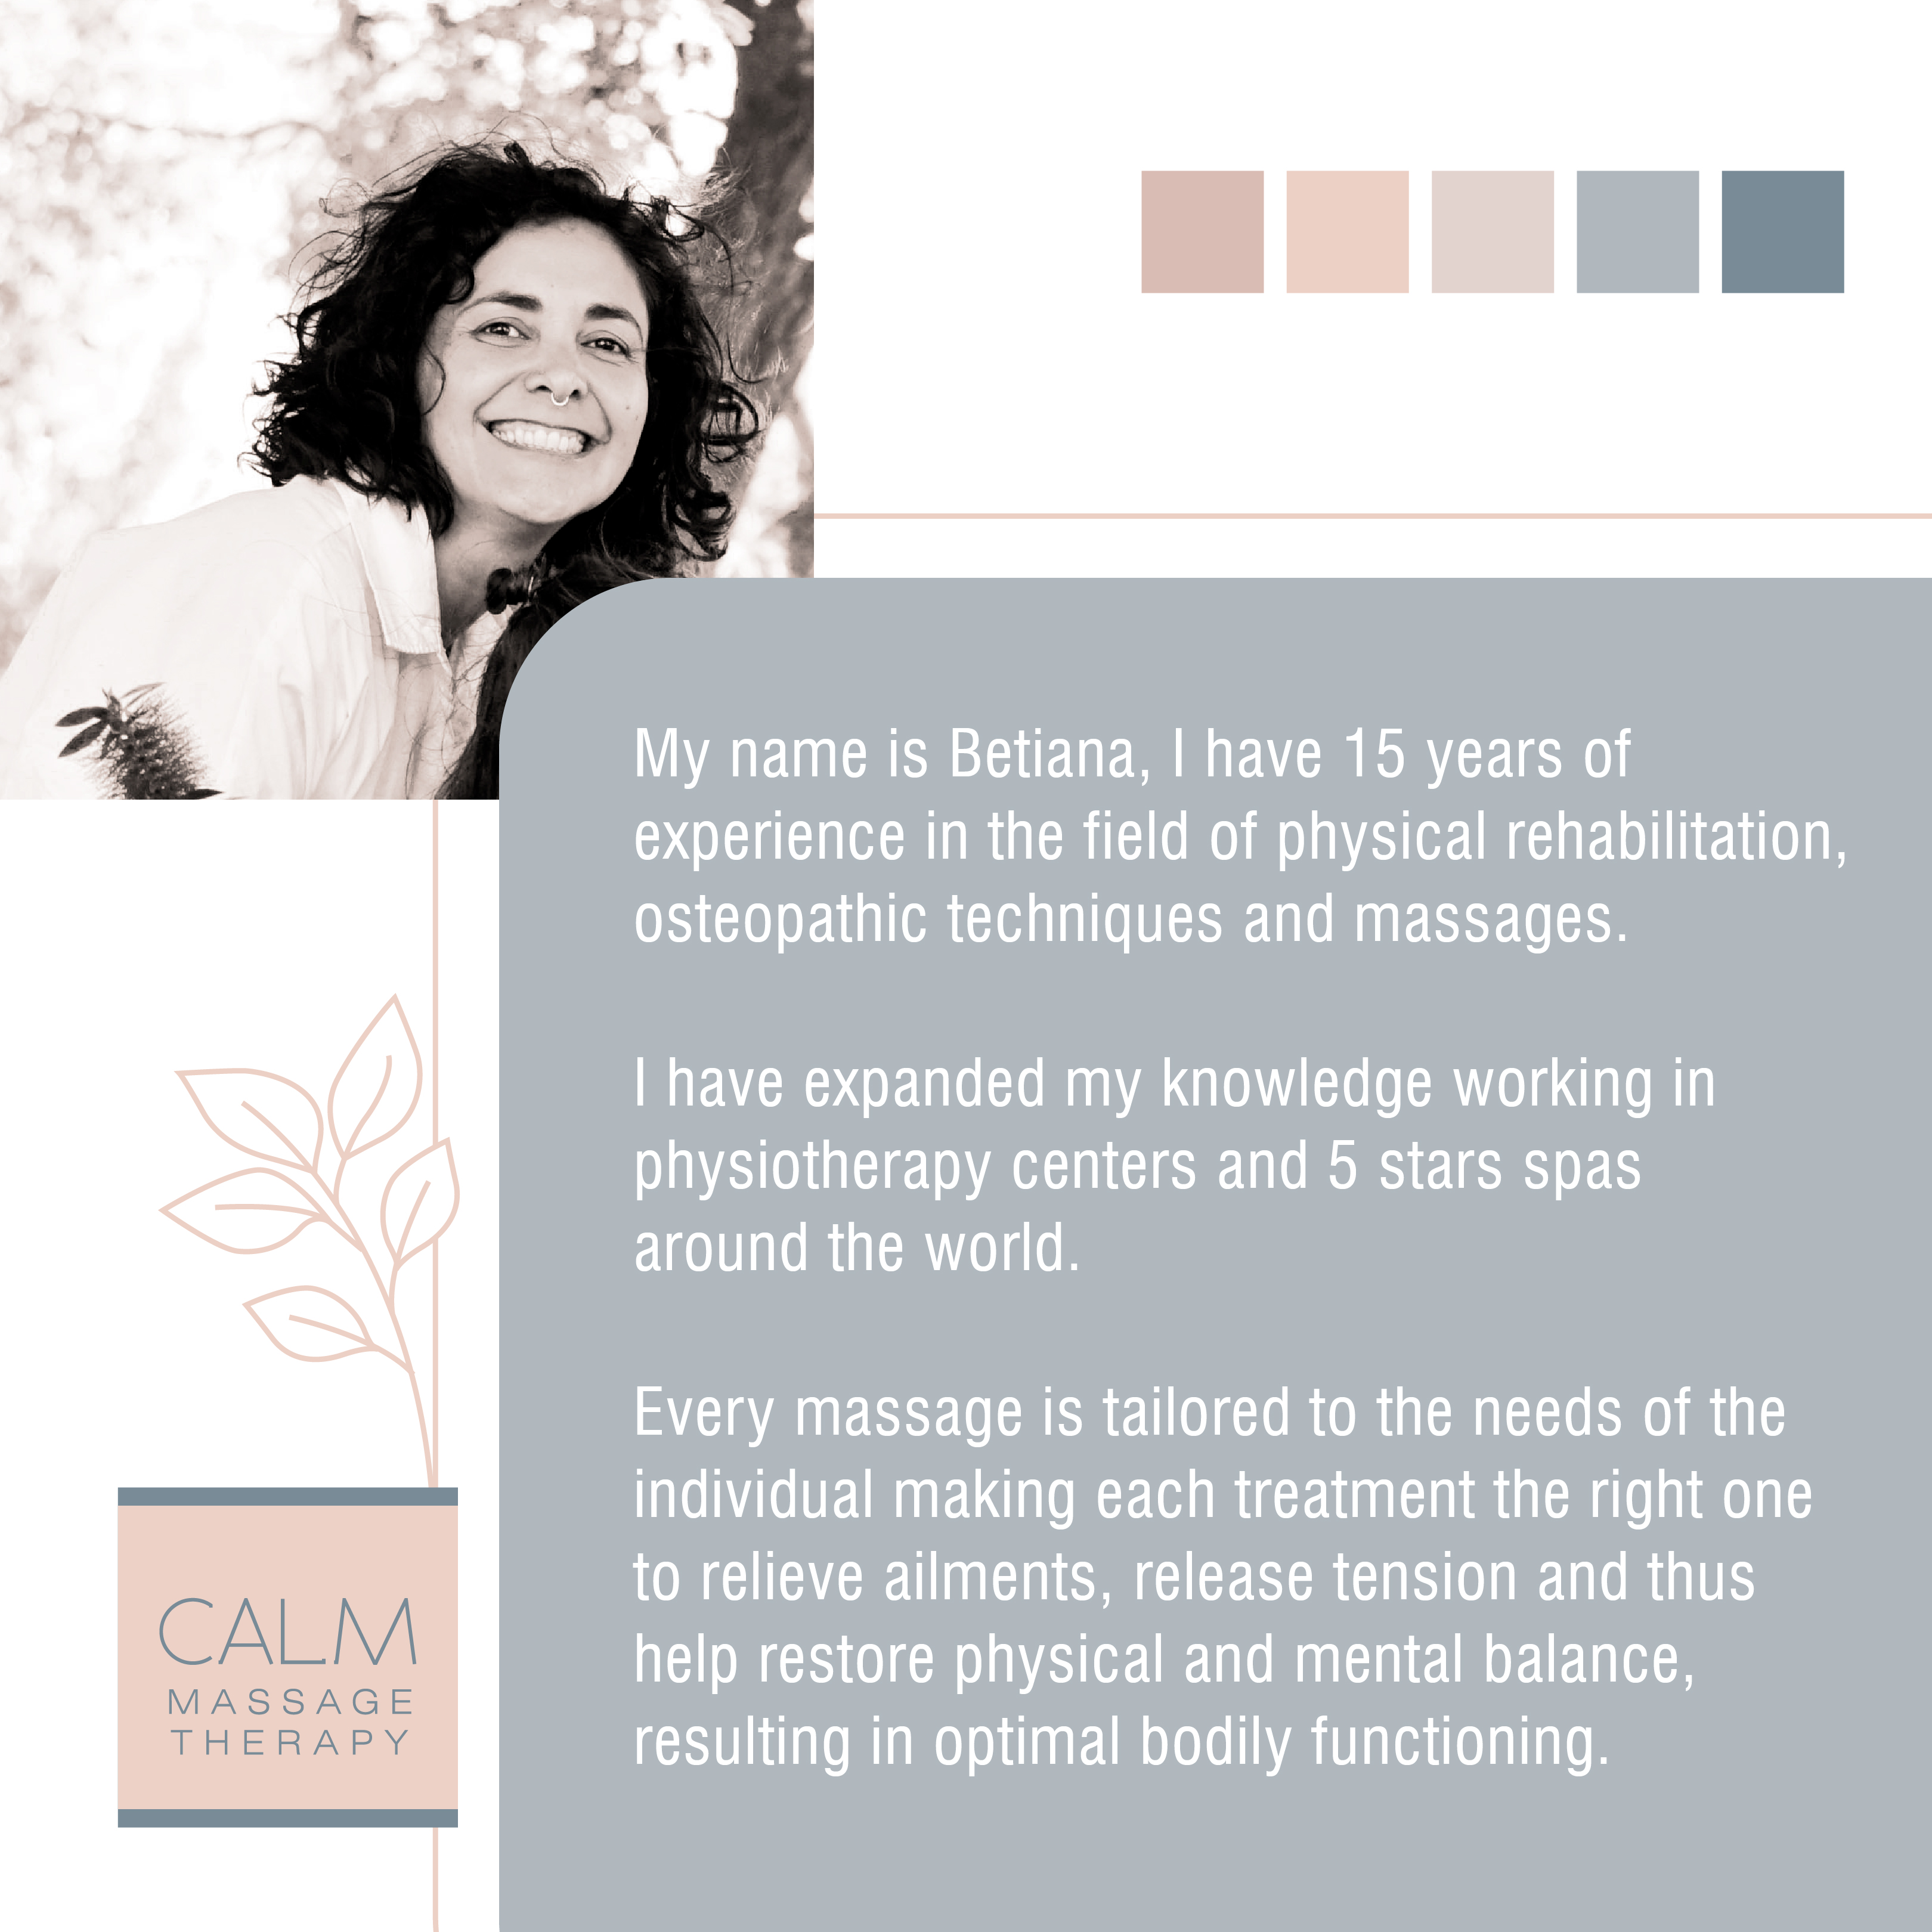 My name is Betiana, I have 15 years of
experience in the field of physical rehabilitation,
osteopathic techniques and massages.
I have expanded my knowledge working in
physiotherapy centers and 5 stars spas
around the world.
Every massage is tailored to the needs of the
individual making each treatment the right one
to relieve ailments, release tension and thus
help restore physical and mental balance,
resulting in optimal bodily functioning.
CALM
MASSAGE
THERAPY